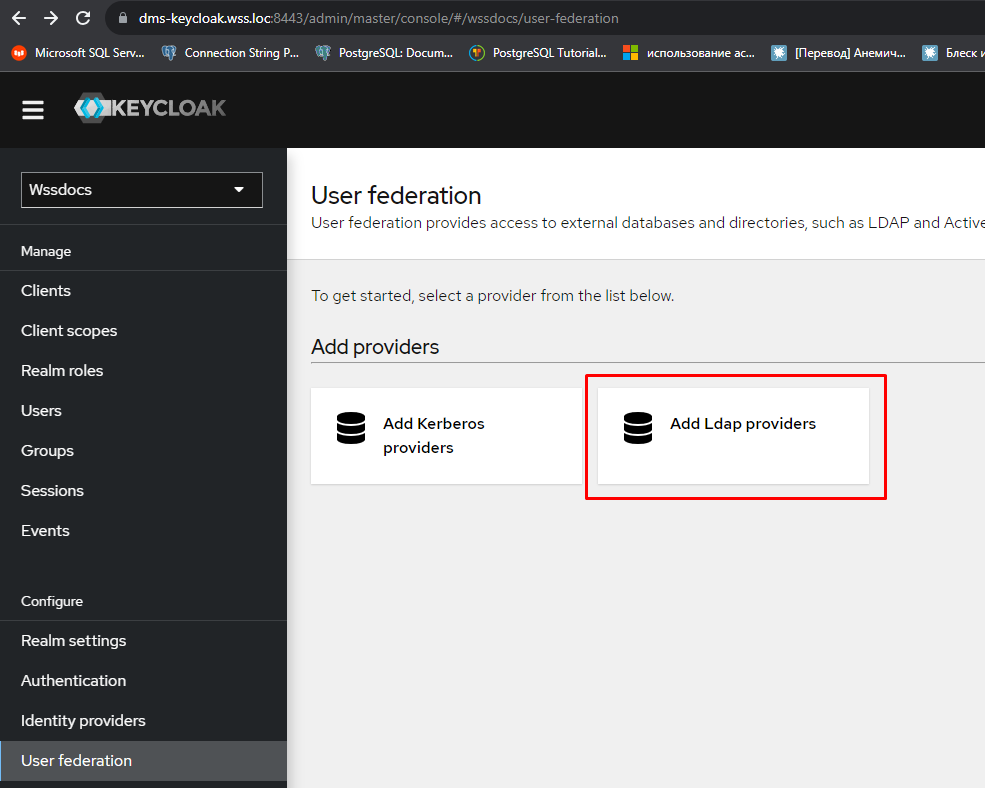 dms-keycloak.wss.loc:8443/admin/master/console/#/wssdocs/user-federation
Microsoft SQL Serv... Connection String P... PostgreSQL: Docum... PostgreSQL Tutorial... использование ас... [Перевод] Анемич... Блеск и
KEYCLOAK
Wssdocs
Manage
Clients
Client scopes
Realm roles
Users
Groups
Sessions
Events
Configure
Realm settings
Authentication
Identity providers
User federation
User federation
User federation provides access to external databases and directories, such as LDAP and Active
To get started, select a provider from the list below.
Add providers
Add Kerberos
providers
Add Ldap providers